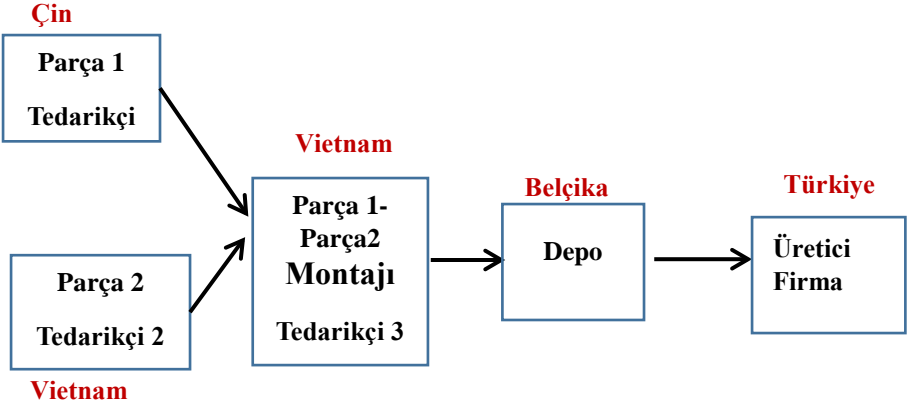 Çin
Parça 1
Tedarikçi
Vietnam
Parça 2
Tedarikçi 2
Vietnam
Parça 1-
Parça2
Montajı
Tedarikçi 3
Belçika
Depo
Türkiye
Üretici
Firma